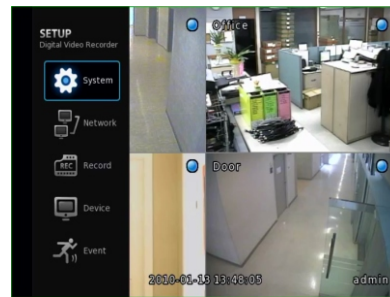 SETUP
Digital Video Recorder
System
Network
REC
Record
Device
Event
Office
Door
2010-01-13 13:48:05
admin